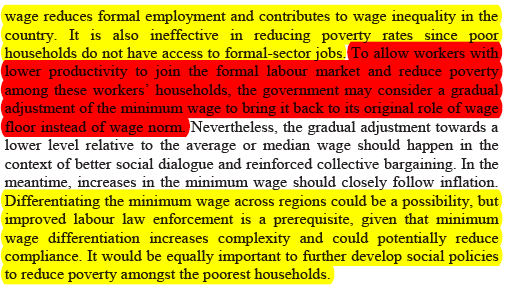 wage reduces formal employment and contributes to wage inequality in the
country. It is also ineffective in reducing poverty rates since poor
households do not have access to formal-sector jobs. To allow workers with
lower productivity to join the formal labour market and reduce poverty
among these workers’ households, the government may consider a gradual
adjustment of the minimum wage to bring it back to its original role of wage
floor instead of wage norm. Nevertheless, the gradual adjustment towards a
lower level relative to the average or median wage should happen in the
context of better social dialogue and reinforced collective bargaining. In the
meantime, increases in the minimum wage should closely follow inflation.
Differentiating the minimum wage across regions could be a possibility, but
improved labour law enforcement is a prerequisite, given that minimum
wage differentiation increases complexity and could potentially reduce
compliance. It would be equally important to further develop social policies
to reduce poverty amongst the poorest households.